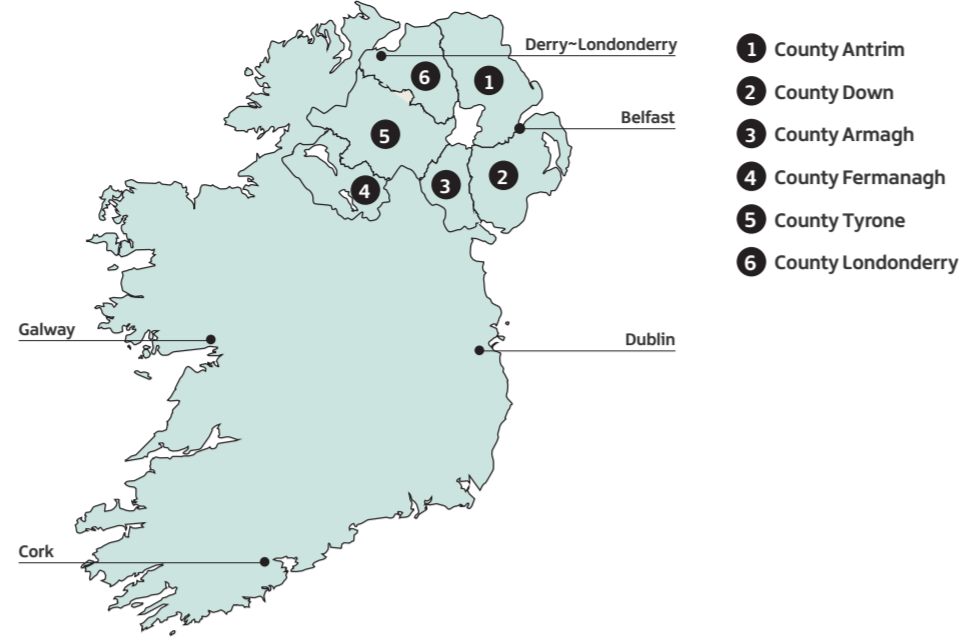 Derry~Londonderry
6
1
Belfast
5
4
3
2
Galway
Dublin
Cork
1 County Antrim
2 County Down
3 County Armagh
4 County Fermanagh
5 County Tyrone
6 County Londonderry